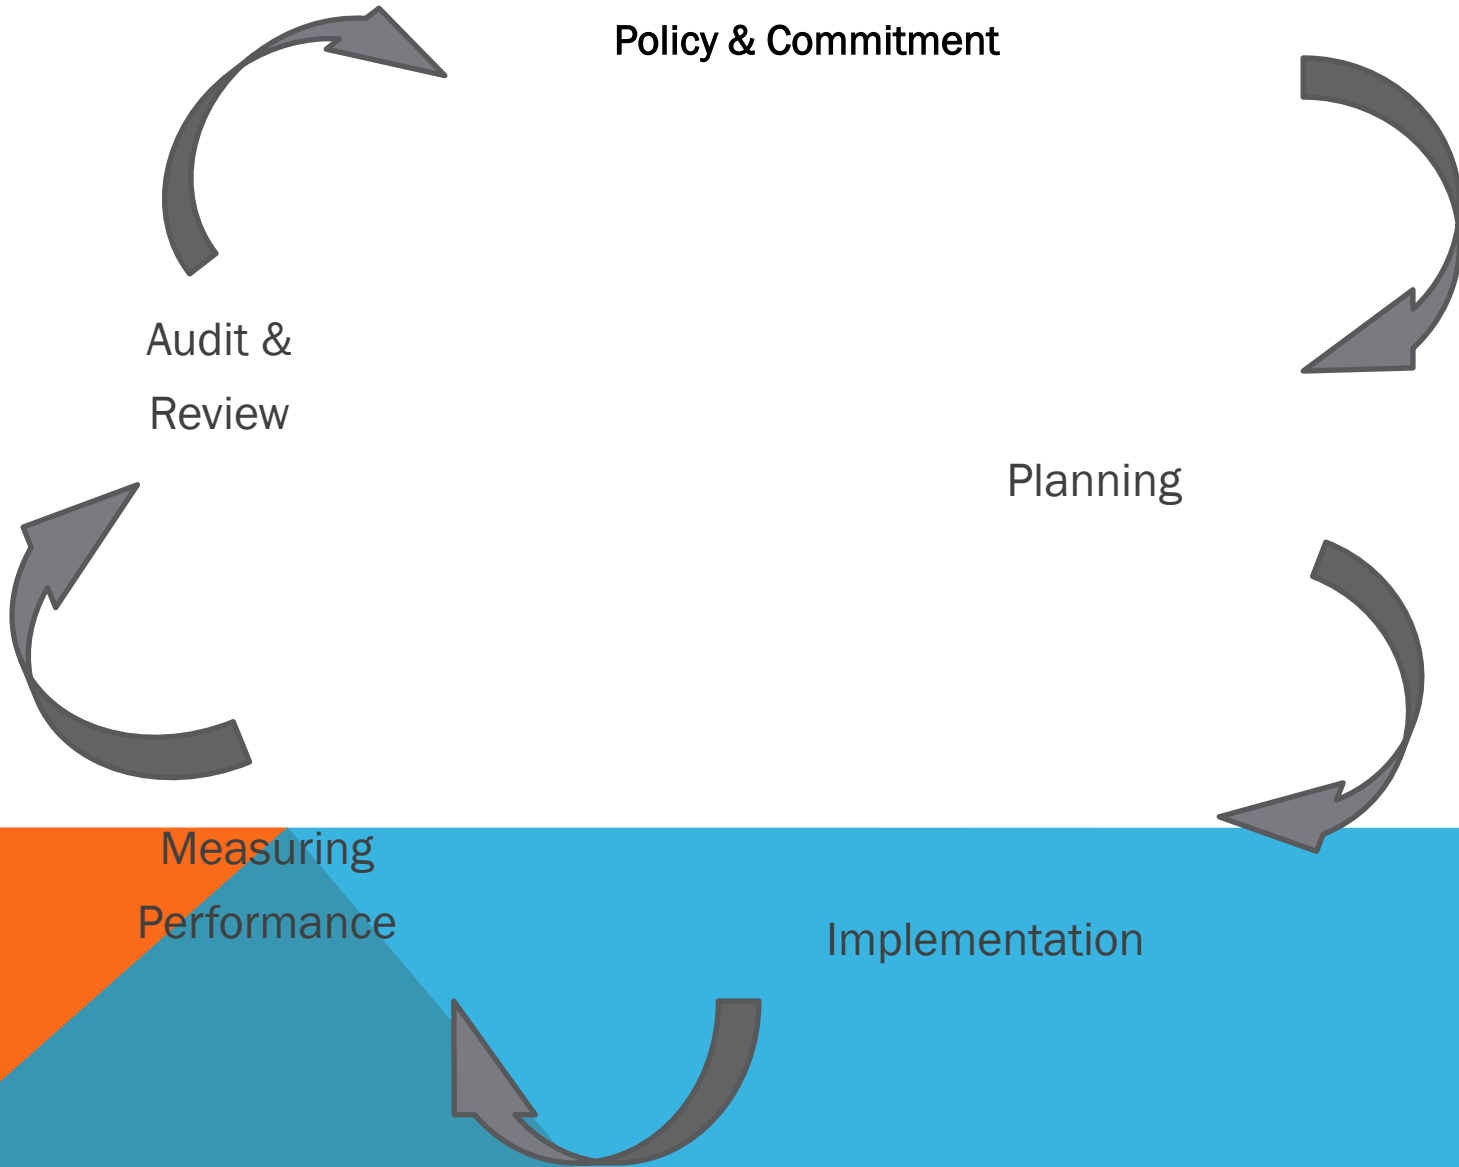 Policy & Commitment
Audit &
Review
Planning
Measuring
Performance
Implementation